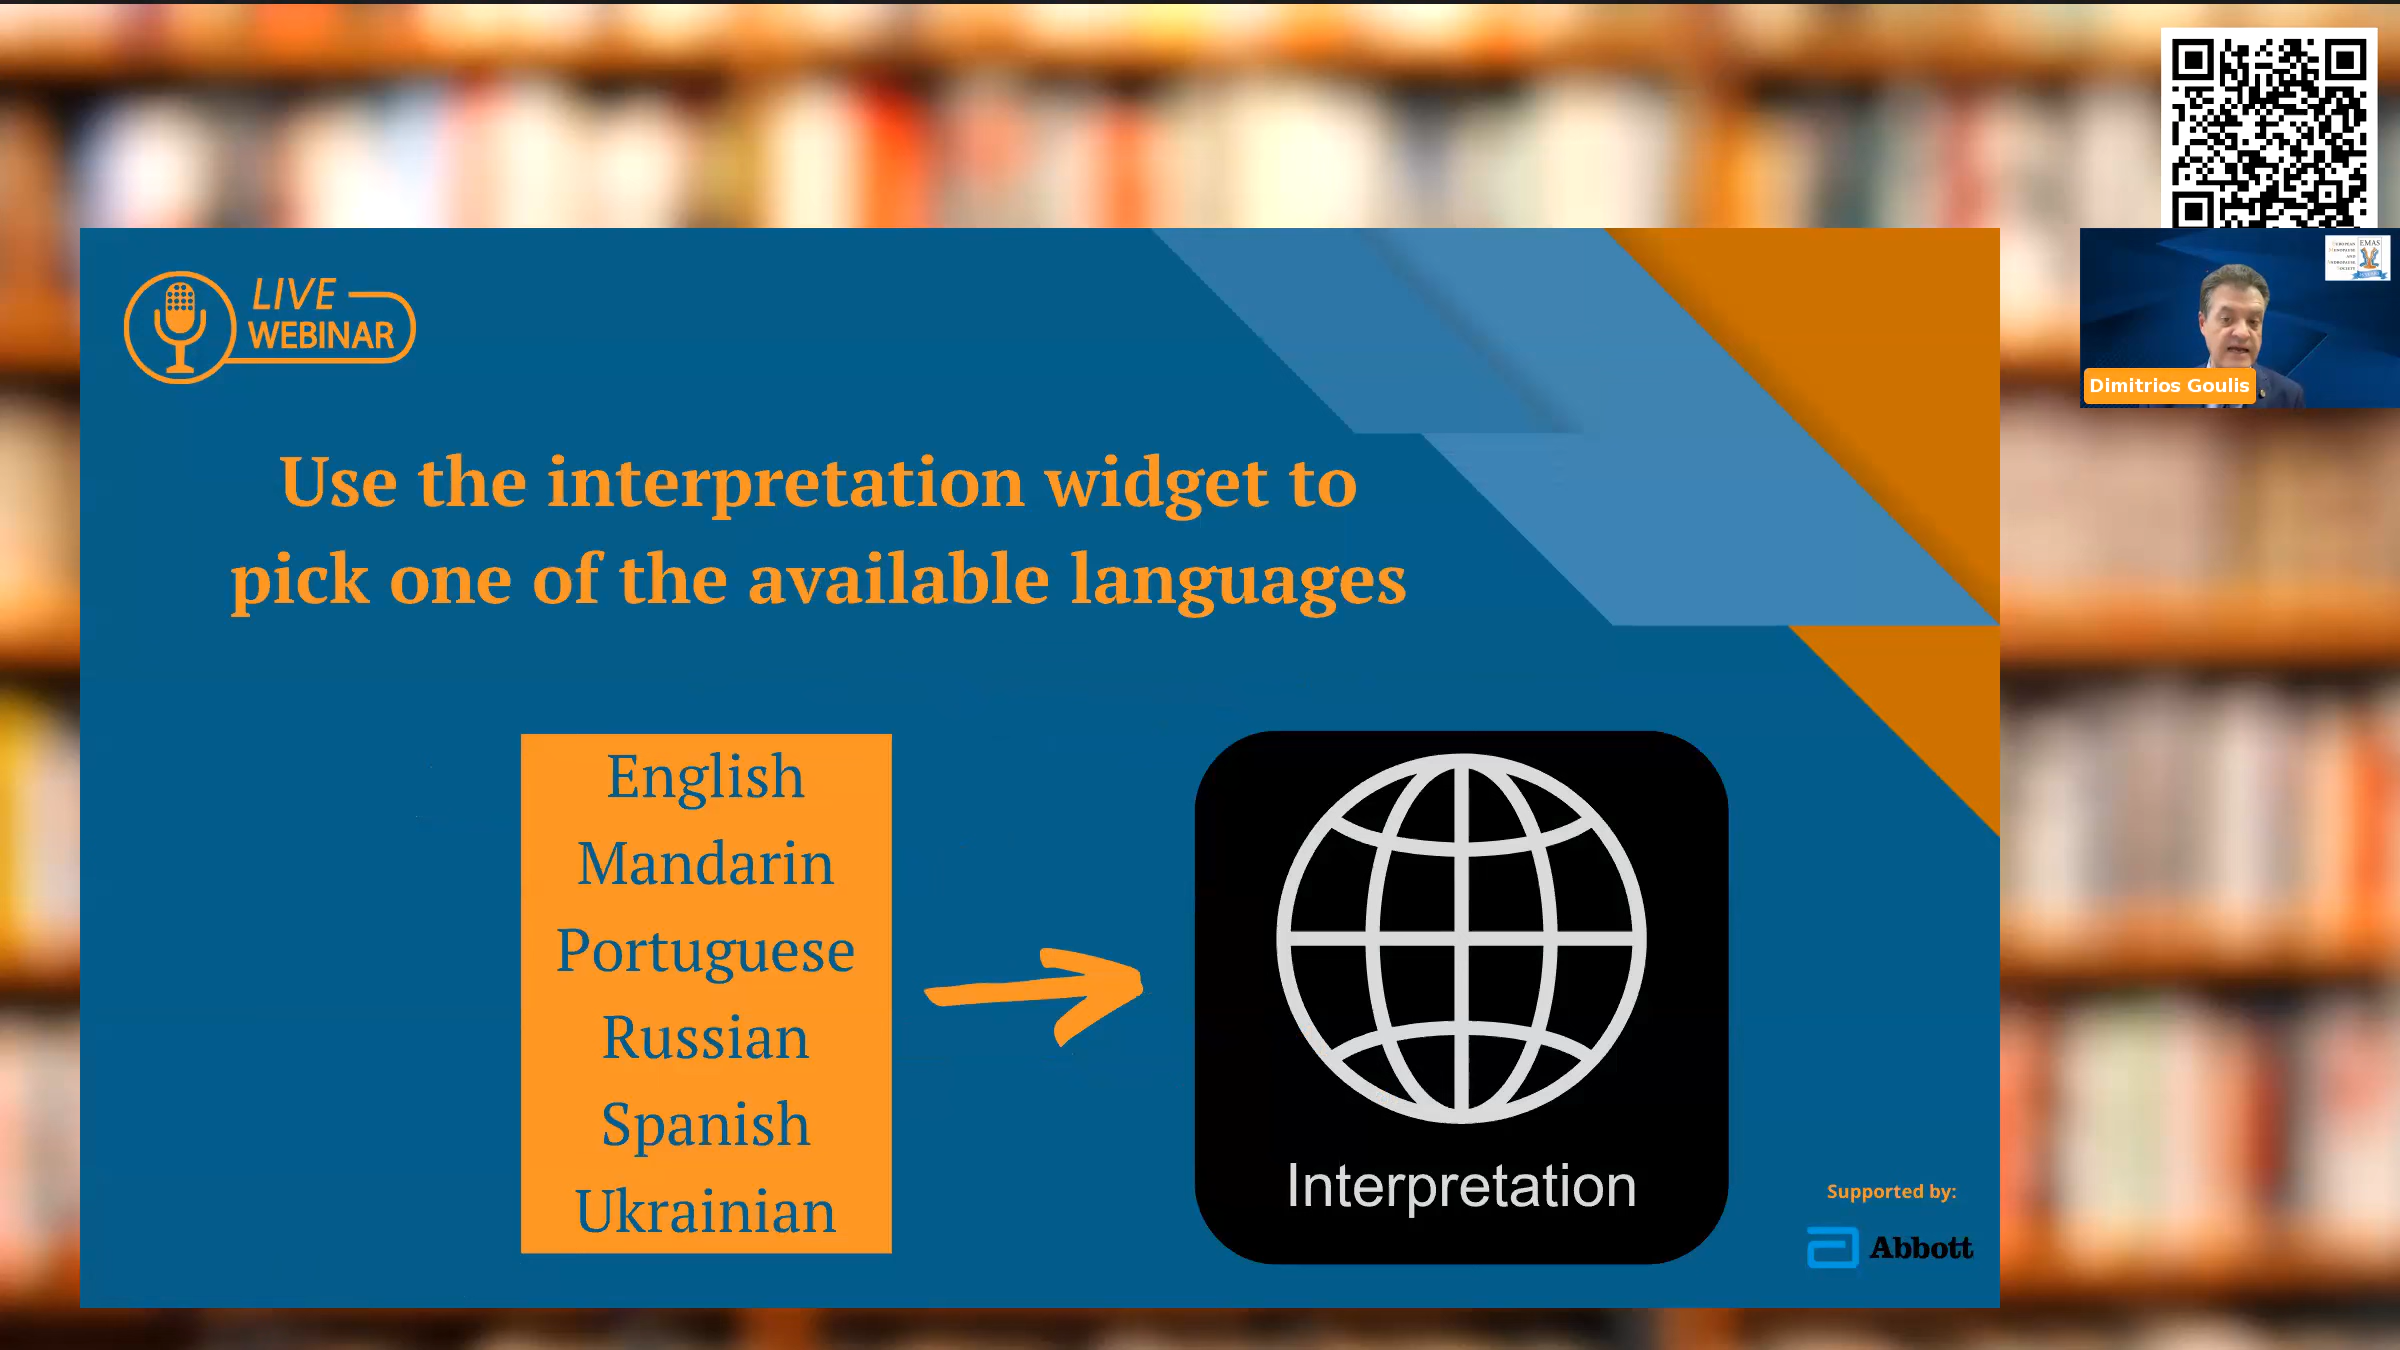 LIVE
WEBINAR
Use the interpretation widget to
pick one of the available languages
English
Mandarin
Portuguese
Russian
Spanish
Ukrainian
Interpretation
Supported by:
Abbott
EMAS
Dimitrios Goulis